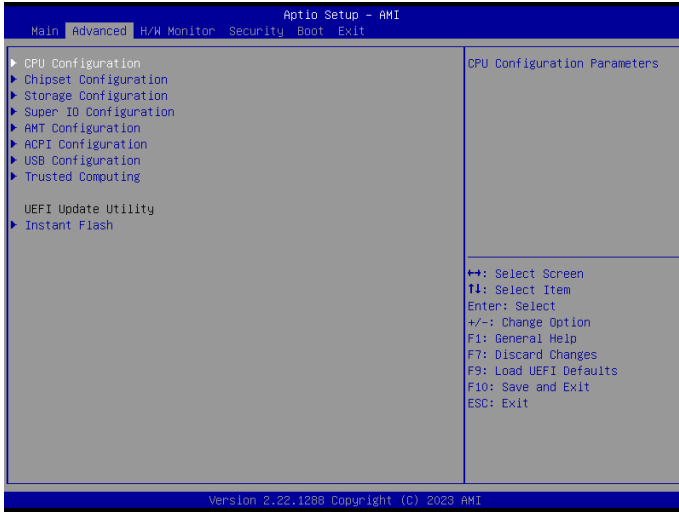 Aptio Setup – AMI
Main Advanced H/W Monitor Security Boot Exit
▶ CPU Configuration
▶ Chipset Configuration
▶ Storage Configuration
▶ Super IO Configuration
▶ AMT Configuration
▶ ACPI Configuration
▶ USB Configuration
▶ Trusted Computing
UEFI Update Utility
▶ Instant Flash
CPU Configuration Parameters
↔: Select Screen
↑↓: Select Item
Enter: Select
+/-: Change Option
F1: General Help
F7: Discard Changes
F9: Load UEFI Defaults
F10: Save and Exit
ESC: Exit
Version 2.22.1288 Copyright (C) 2023 AMI